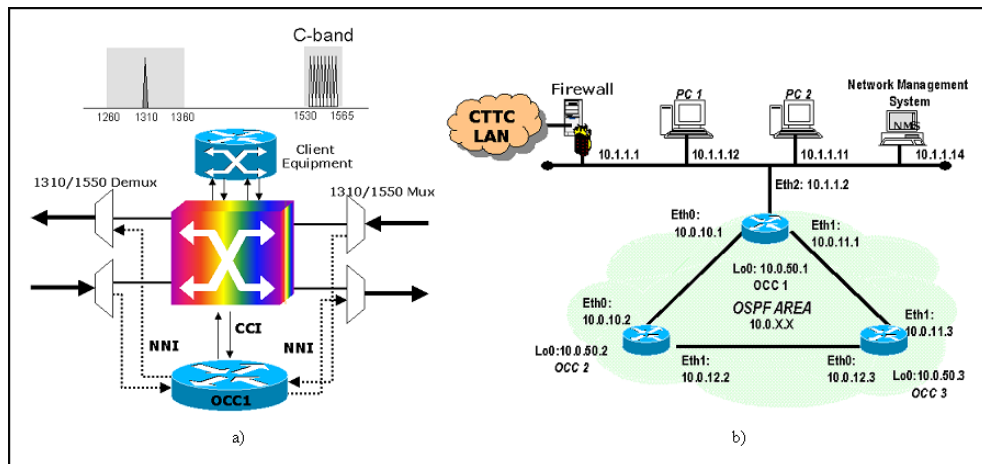 C-band
1260 1310 1360
1530 1565
Client
Equipment
1310/1550 Demux
1310/1550 Mux
CCI
NNI
NNI
OCC1
a)
Firewall
CTTC
LAN
PC 1
PC 2
Network Management
System
NMS
10.1.1.1
10.1.1.12
10.1.1.11
10.1.1.14
Eth2: 10.1.1.2
Eth0:
10.0.10.1
Eth1:
10.0.11.1
Lo0: 10.0.50.1
OCC 1
OSPF AREA
10.0.X.X
Eth0:
10.0.10.2
Eth1:
10.0.11.3
Lo0:10.0.50.2
OCC 2
Eth1:
10.0.12.2
Eth0:
10.0.12.3
Lo0:10.0.50.3
OCC 3
b)